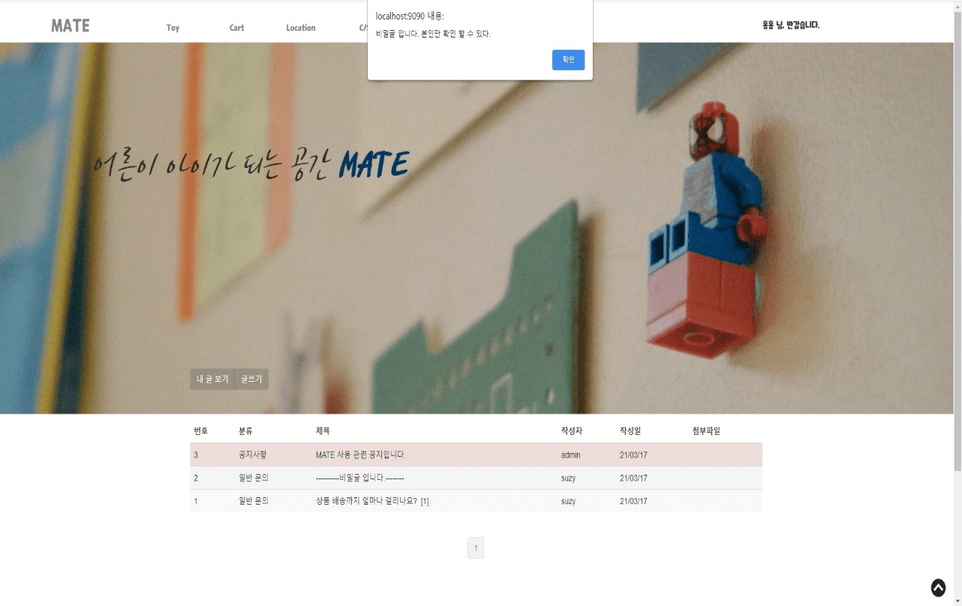 MATE
Toy Cart Location C/
홍홍 님, 반갑습니다.
localhost:9090 내용:
비밀글 입니다. 본인만 확인 할 수 있다.
확인
어른이 아이가 되는 공간 MATE
내 글 보기 글쓰기
번호 분류 제목 작성자 작성일 첨부파일
3 공지사항 MATE 사용 관련 공지입니다. admin 21/03/17
2 일반 문의 ----------비밀글 입니다.-------- suzy 21/03/17
1 일반 문의 상품 배송까지 얼마나 걸리나요? [1] suzy 21/03/17
1